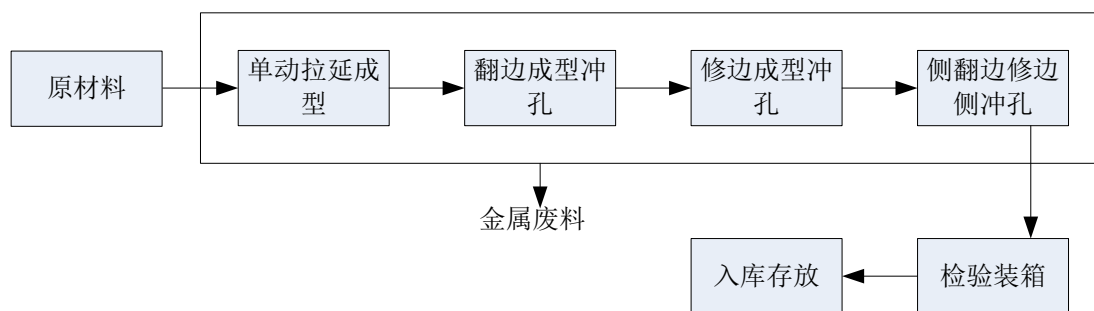 原材料
单动拉延成
型
翻边成型冲
孔
修边成型冲
孔
侧翻边修边
侧冲孔
金属废料
入库存放
检验装箱